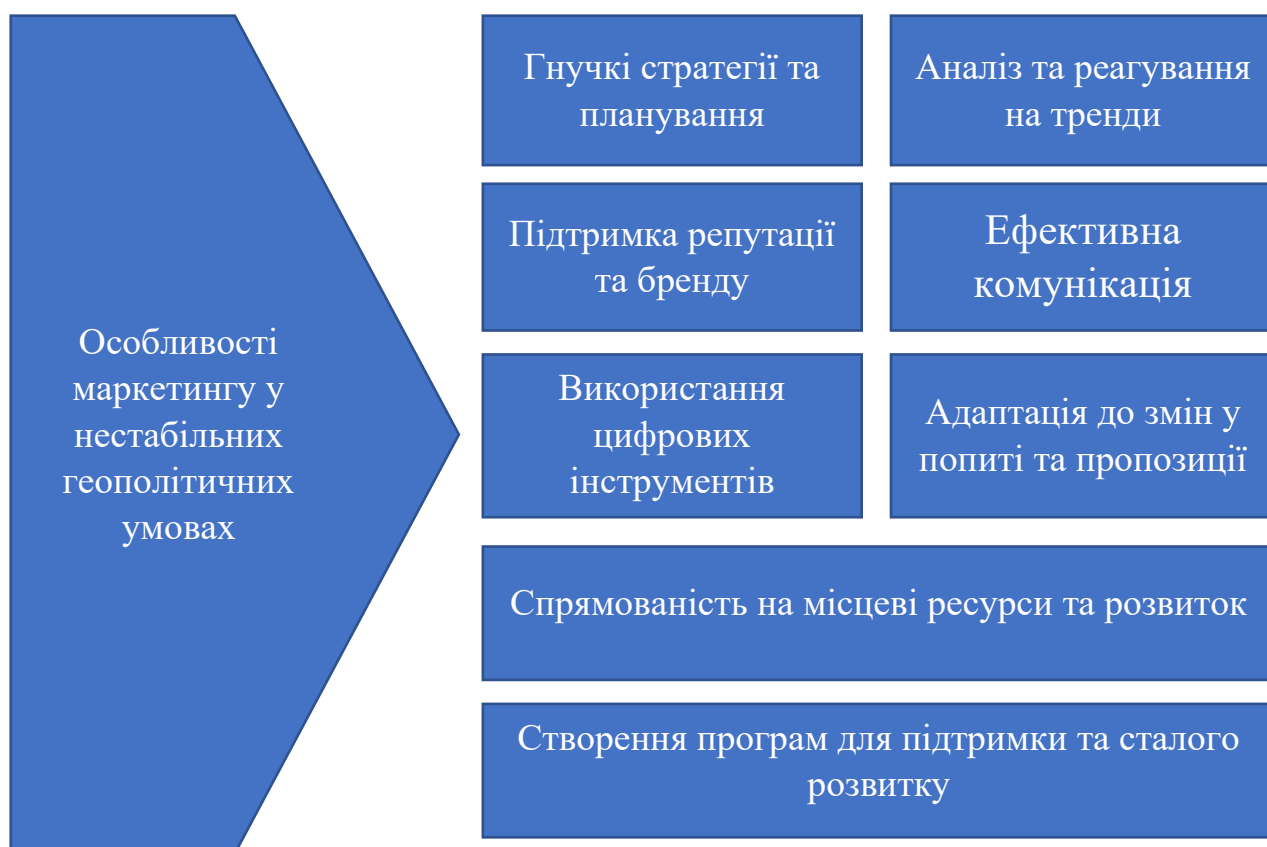 Особливості
маркетингу у
нестабільних
геополітичних
умовах
Гнучкі стратегії та
планування
Аналіз та реагування
на тренди
Підтримка репутації
та бренду
Ефективна
комунікація
Використання
цифрових
інструментів
Адаптація до змін у
попиті та пропозиції
Спрямованість на місцеві ресурси та розвиток
Створення програм для підтримки та сталого
розвитку